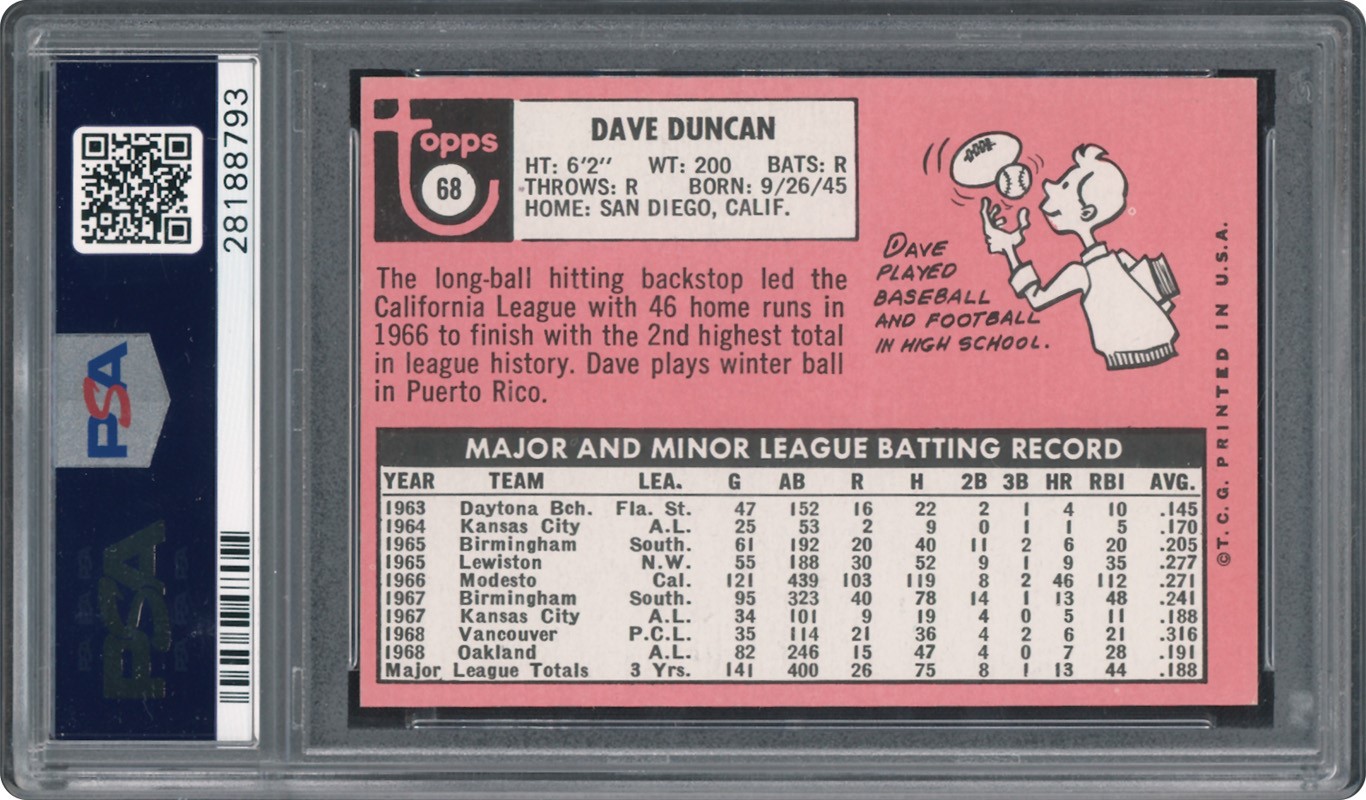 PSA
28188793
PSA
topps
68
DAVE DUNCAN
HT: 6'2" WT: 200 BATS: R
THROWS: R BORN: 9/26/45
HOME: SAN DIEGO, CALIF.
The long-ball hitting backstop led the
California League with 46 home runs in
1966 to finish with the 2nd highest total
in league history. Dave plays winter ball
in Puerto Rico.
DAVE
PLAYED
BASEBALL
AND FOOTBALL
IN HIGH SCHOOL.
MAJOR AND MINOR LEAGUE BATTING RECORD
YEAR TEAM LEA. G AB R H 2B 3B HR RBI AVG.
1963 Daytona Bch. Fla. St. 47 152 16 22 2 1 4 10 .145
1964 Kansas City A.L. 25 53 2 9 0 1 1 5 .170
1965 Birmingham South. 61 192 20 40 11 2 6 20 .205
1965 Lewiston N.W. 55 188 30 52 9 1 9 35 .277
1966 Modesto Cal. 121 439 103 119 8 2 46 112 .271
1967 Birmingham South. 95 323 40 78 14 1 13 48 .241
1967 Kansas City A.L. 34 101 9 19 4 0 5 11 .188
1968 Vancouver P.C.L. 35 114 21 36 4 2 6 21 .316
1968 Oakland A.L. 82 246 15 47 4 0 7 28 .191
Major League Totals 3 Yrs. 141 400 26 75 8 1 13 44 .188
©T.C.G. PRINTED IN U.S.A.